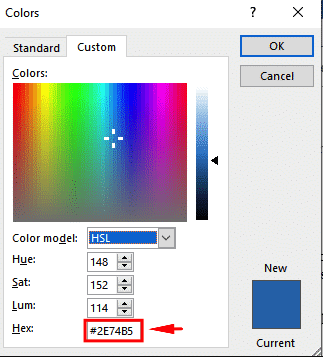 Colors
? ×
Standard
Custom
OK
Cancel
Colors:
Color model: HSL
Hue: 148
Sat: 152
Lum: 114
Hex: #2E74B5
New
Current